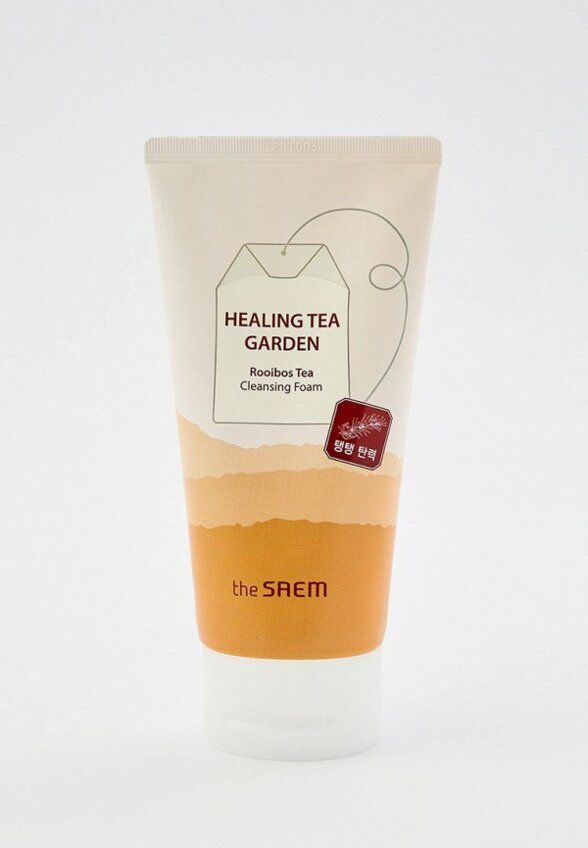 HEALING TEA
GARDEN
Rooibos Tea
Cleansing Foam
탱탱 탄력
the SAEM